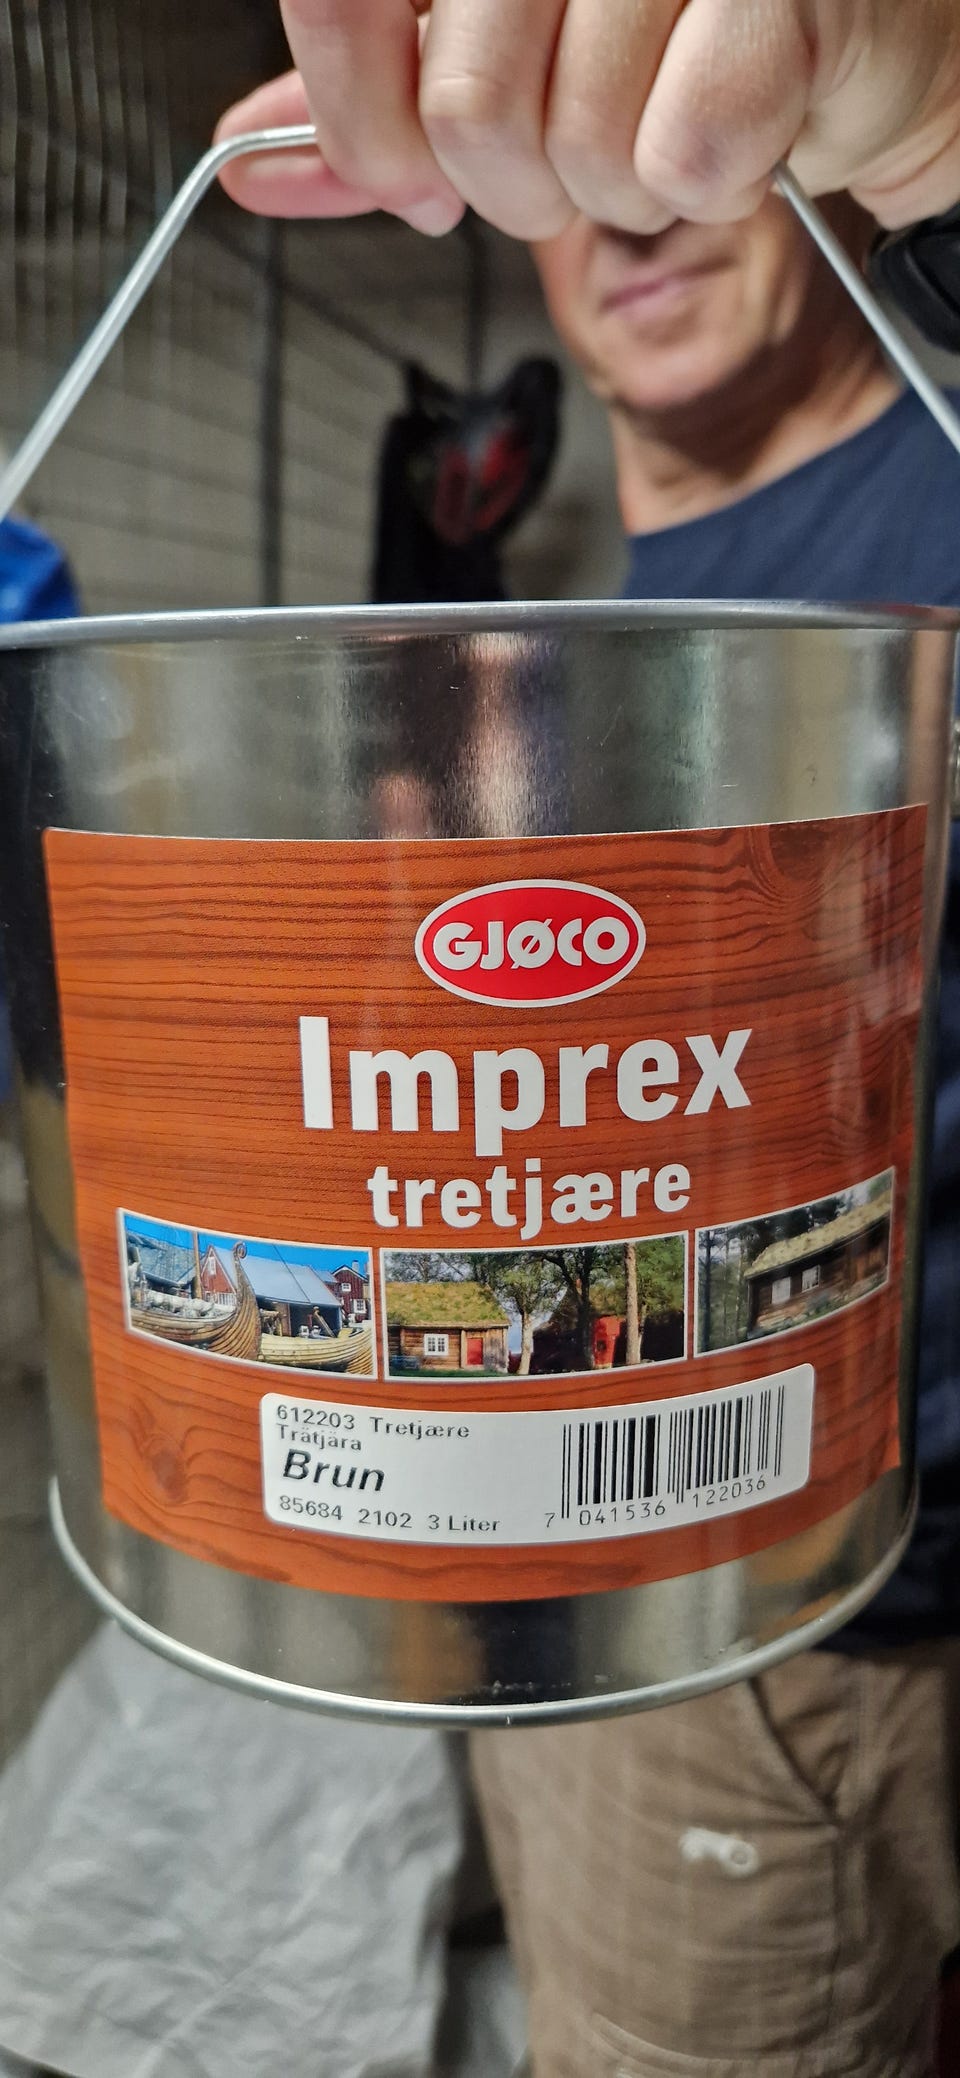 GJØCO
Imprex
tretjære
612203 Tretjære
Trätjära
Brun
85684 2102 3 Liter
7 041536 122036